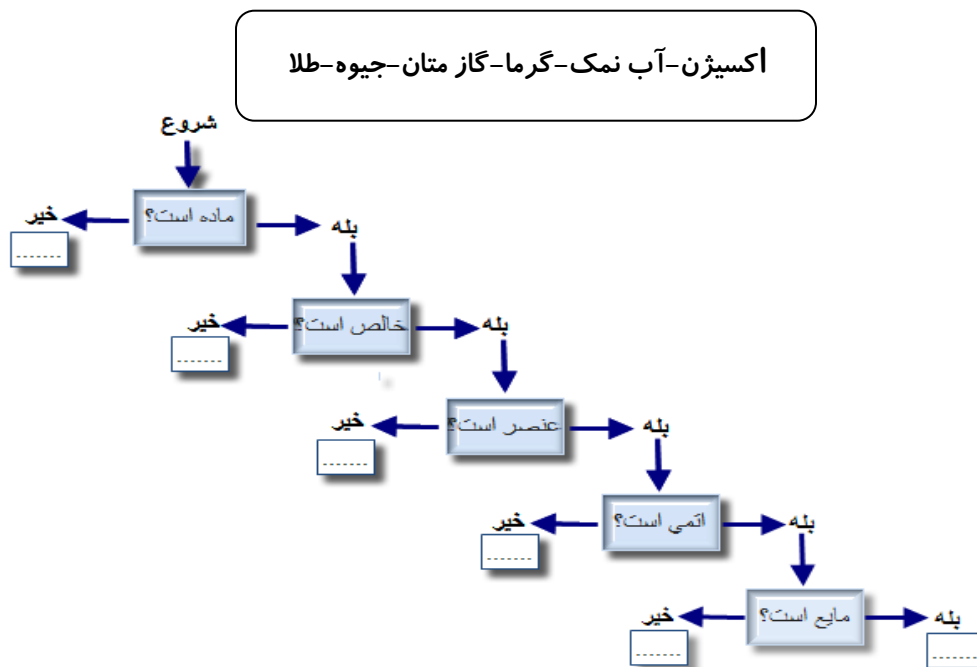 اکسیژن-آب نمک-گرما-گاز متان-جیوه-طلا
شروع
ماده است؟
خیر
بله
.......
خالص است؟
خیر
بله
.......
عنصر است؟
خیر
بله
.......
اتمی است؟
خیر
بله
.......
مایع است؟
خیر
بله
.......
.......